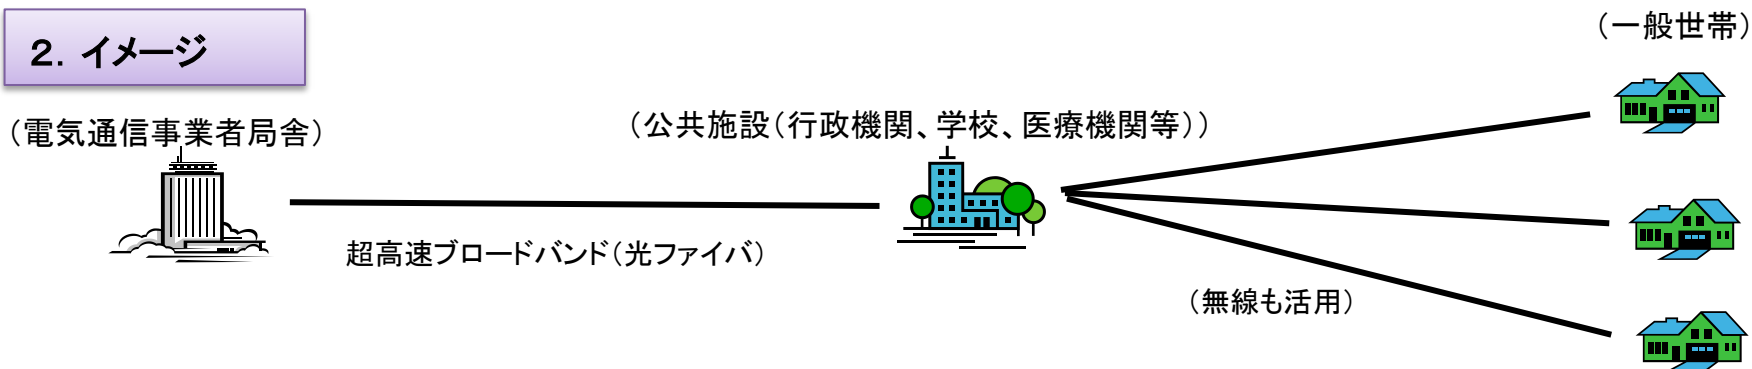 ２．イメージ
（一般世帯）
（電気通信事業者局舎）
（公共施設（行政機関、学校、医療機関等））
超高速ブロードバンド（光ファイバ）
（無線も活用）